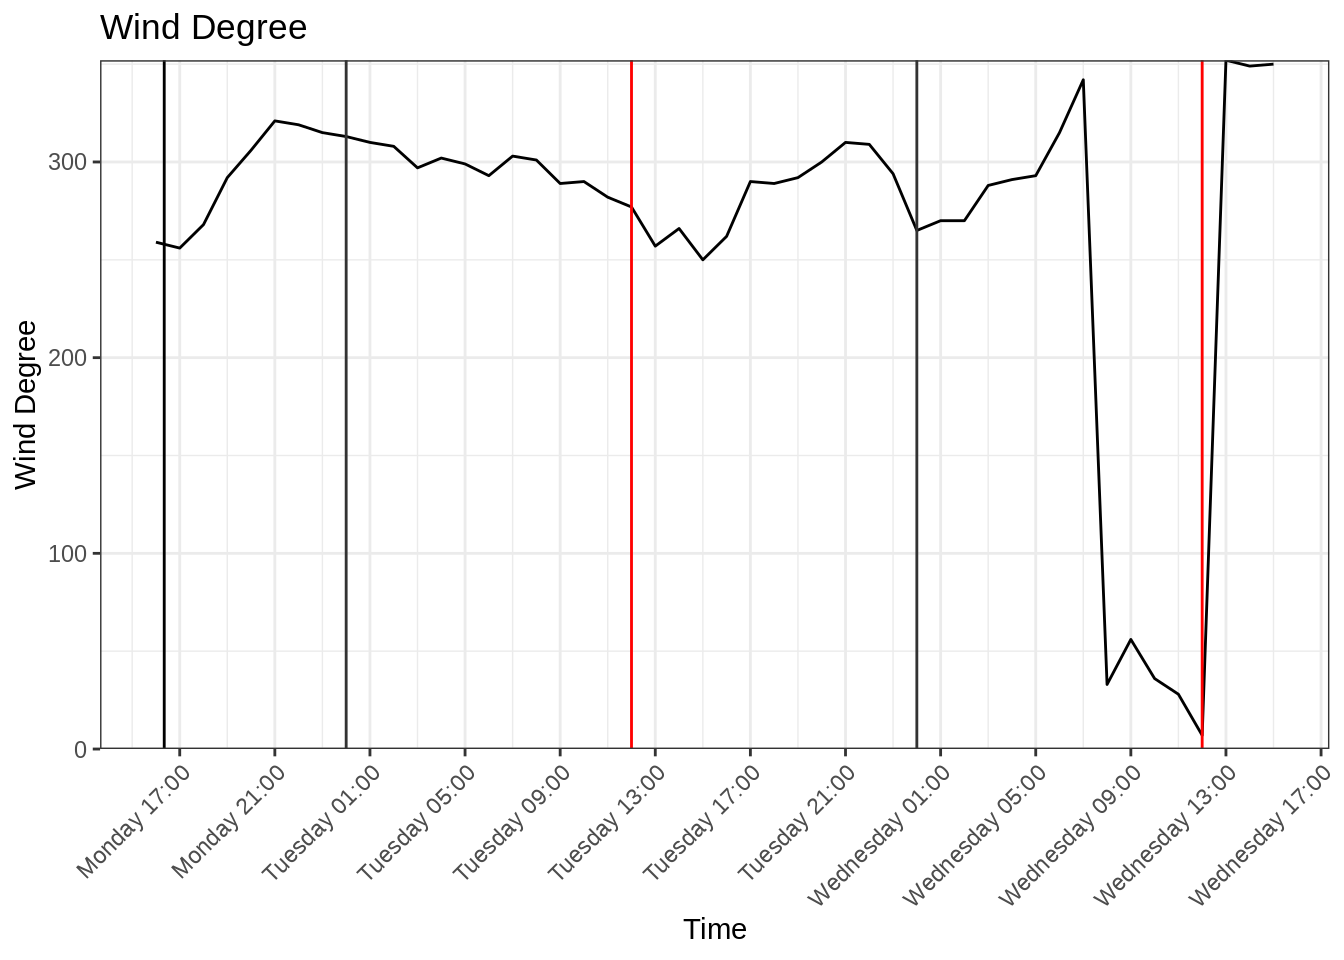 Wind Degree
Wind Degree
300
200
100
0
Monday 17:00
Monday 21:00
Tuesday 01:00
Tuesday 05:00
Tuesday 09:00
Tuesday 13:00
Tuesday 17:00
Tuesday 21:00
Wednesday 01:00
Wednesday 05:00
Wednesday 09:00
Wednesday 13:00
Wednesday 17:00
Time